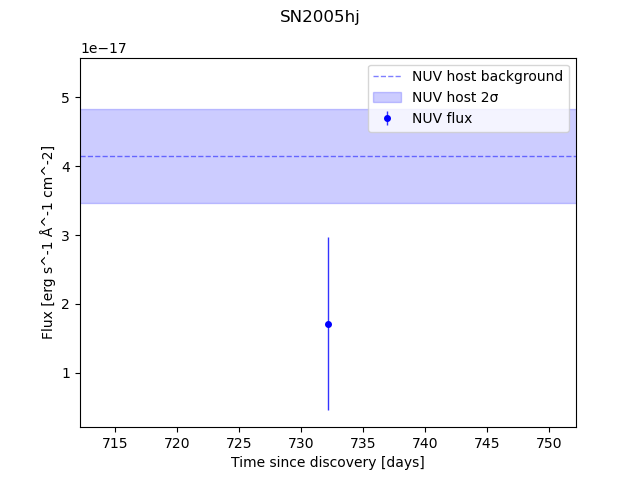 SN2005hj
1e−17
NUV host background
NUV host 2σ
NUV flux
5
4
3
2
1
Flux [erg s^-1 Å^-1 cm^-2]
715 720 725 730 735 740 745 750
Time since discovery [days]